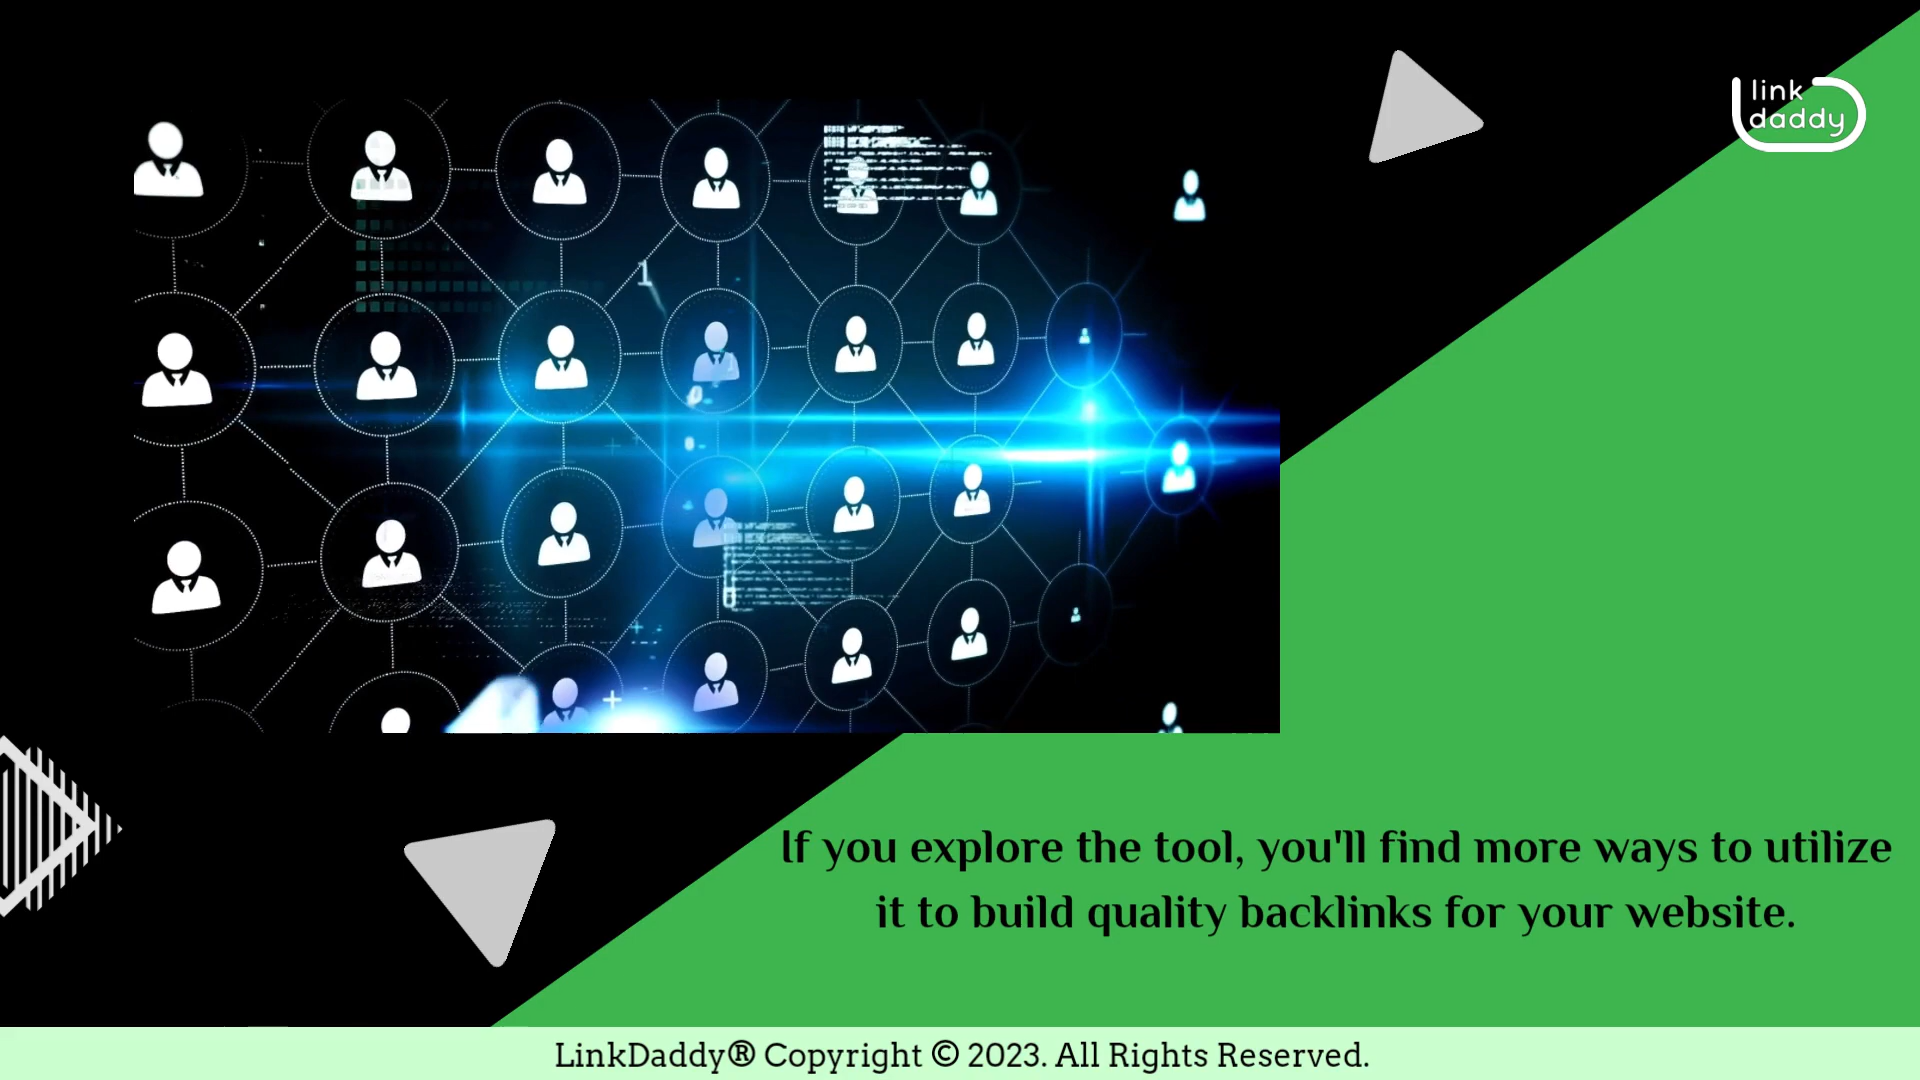 link
daddy
If you explore the tool, you'll find more ways to utilize
it to build quality backlinks for your website.
LinkDaddy® Copyright © 2023. All Rights Reserved.